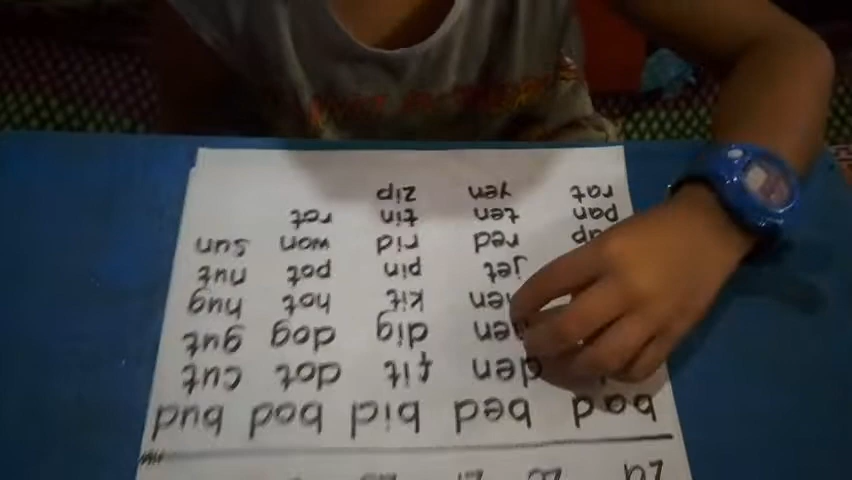 za
bad bed bid bod bud
den fit dot cut
dig dog gut
kit hot hug
jet pin pot nut
red rid won sun
pan ten tin rot
rat yen zip